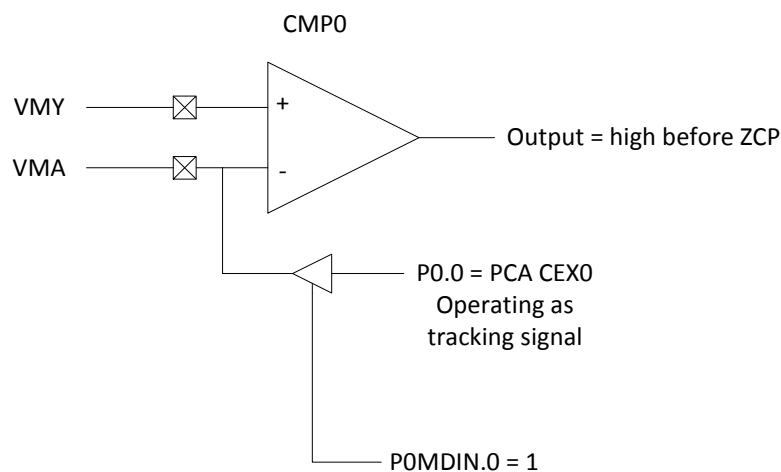 CMP0
VMY
+
Output = high before ZCP
VMA
-
P0.0 = PCA CEX0
Operating as
tracking signal
P0MDIN.0 = 1